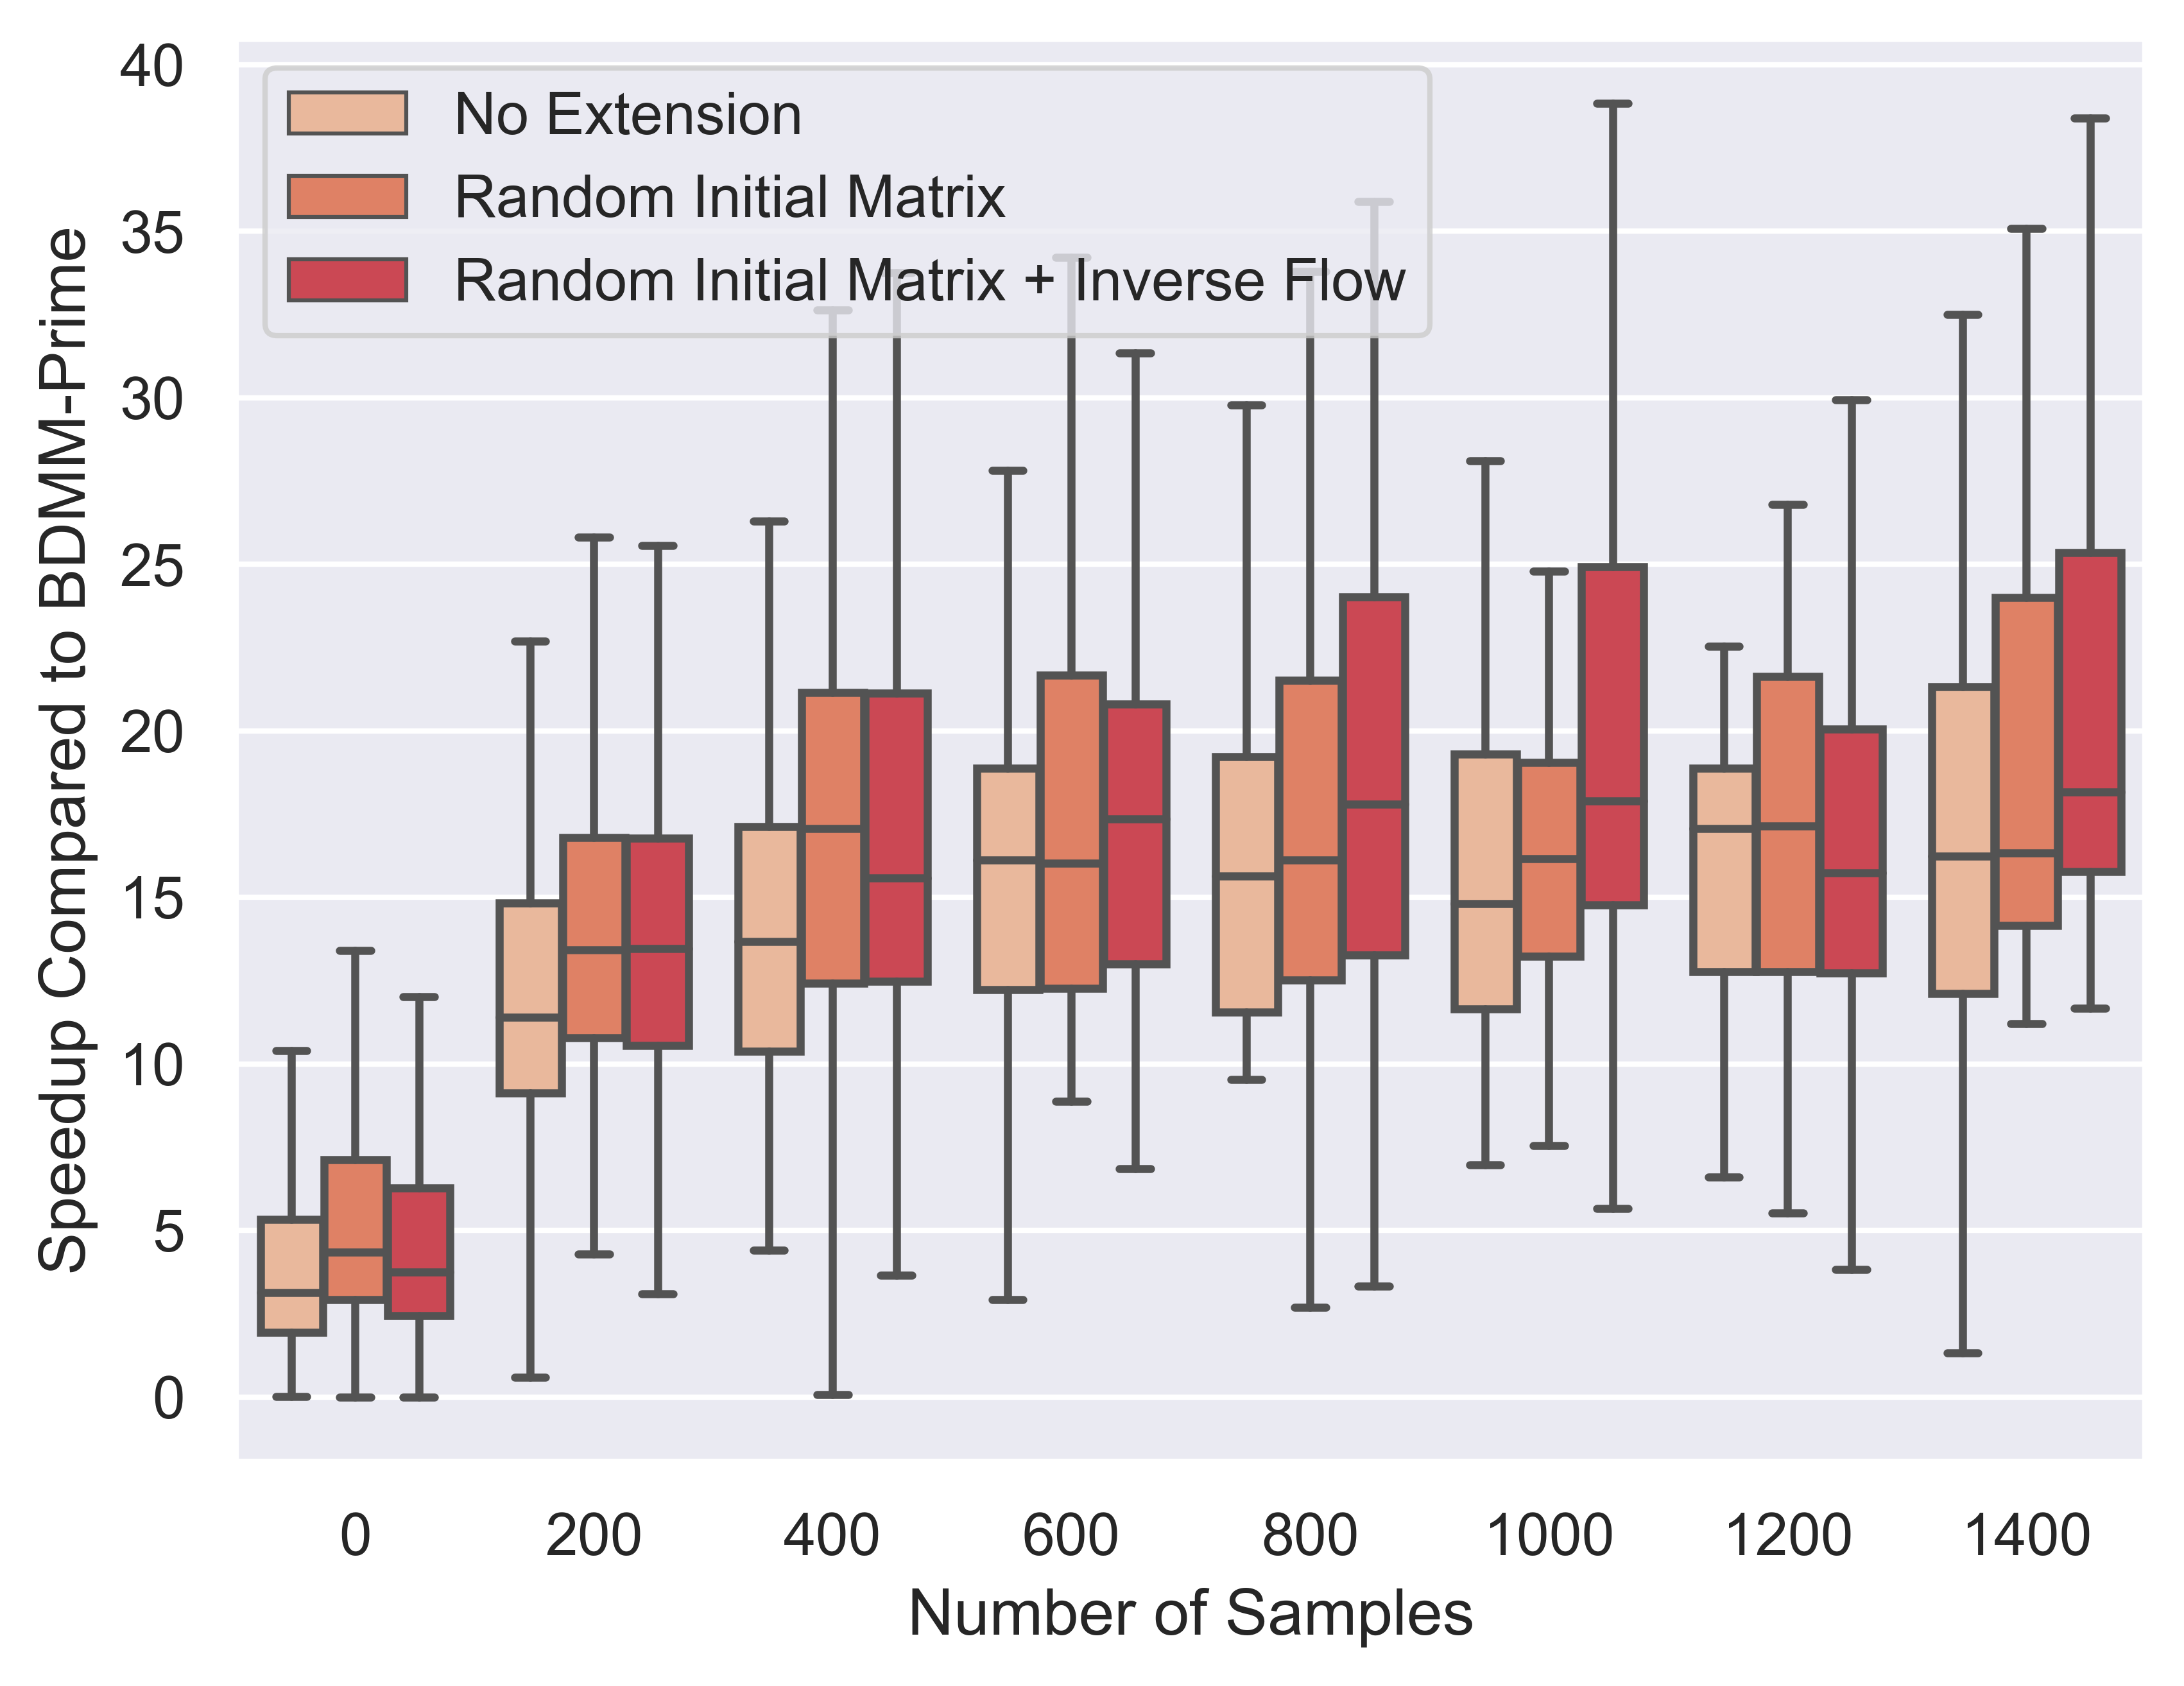 Speedup Compared to BDMM-Prime
40
35
30
25
20
15
10
5
0
No Extension
Random Initial Matrix
Random Initial Matrix + Inverse Flow
0 200 400 600 800 1000 1200 1400
Number of Samples